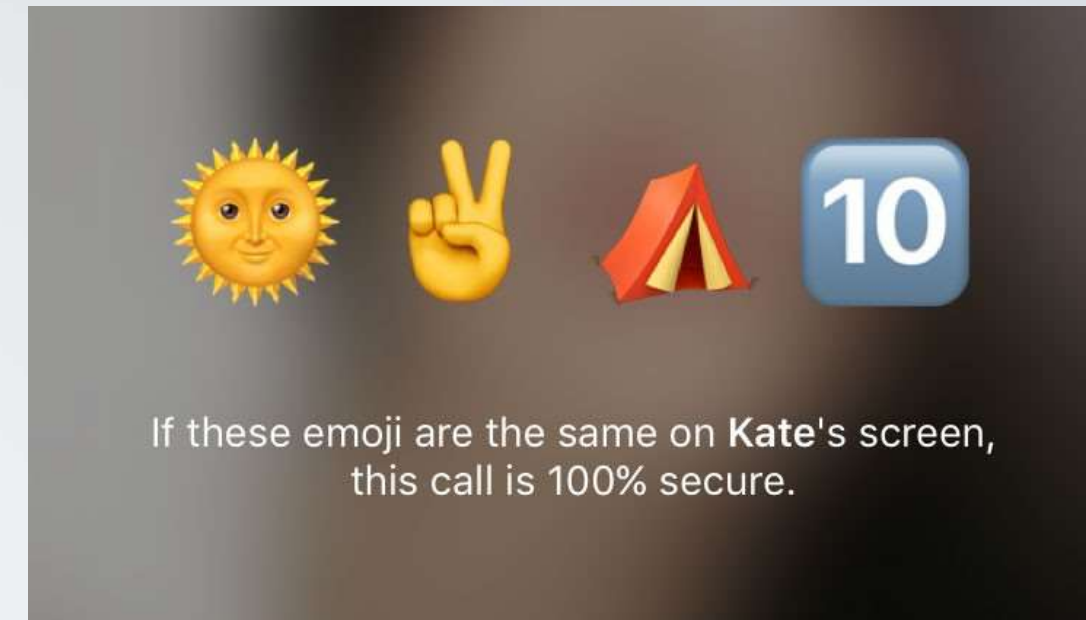 🌞 ✌️ ⛺ 🔟
If these emoji are the same on Kate's screen,
this call is 100% secure.